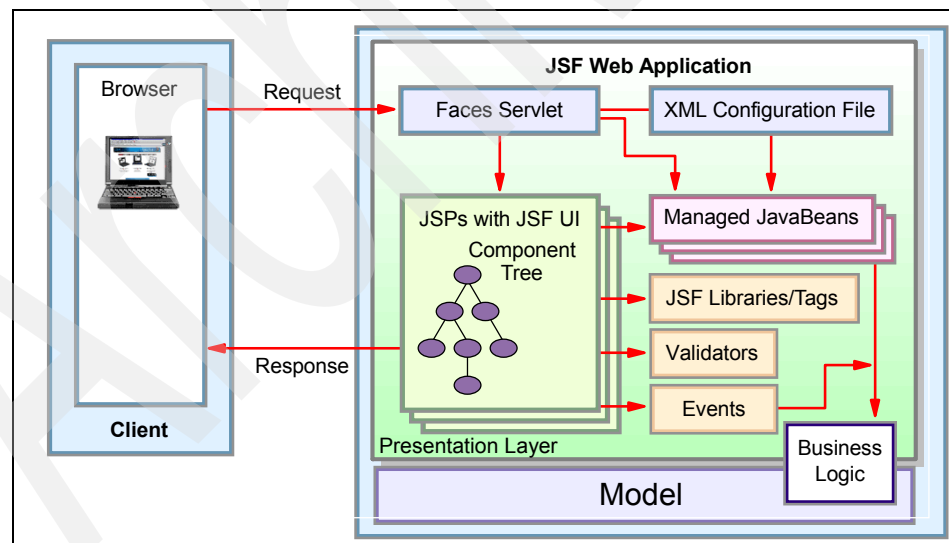 JSF Web Application
Browser
Request
Faces Servlet
XML Configuration File
JSPs with JSF UI
Component
Tree
Managed JavaBeans
JSF Libraries/Tags
Validators
Events
Response
Client
Presentation Layer
Business
Logic
Model